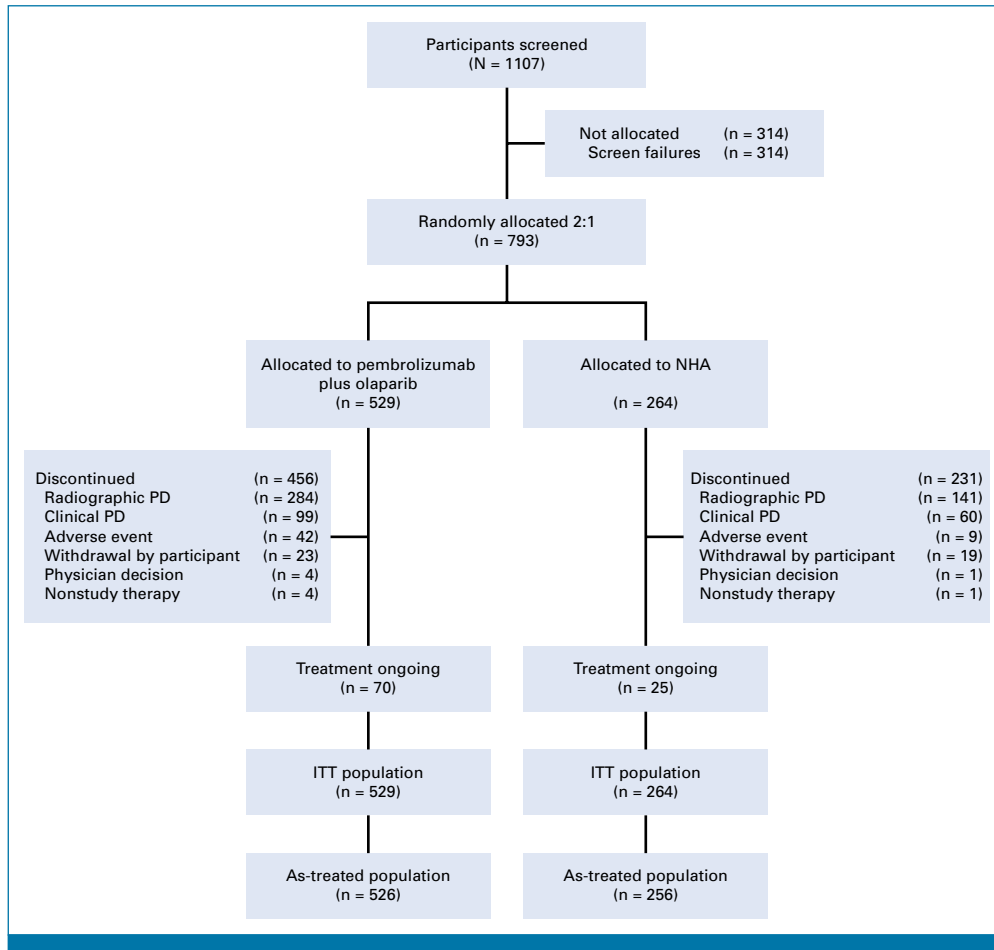 Participants screened
(N = 1107)
Not allocated (n = 314)
Screen failures (n = 314)
Randomly allocated 2:1
(n = 793)
Allocated to pembrolizumab
plus olaparib
(n = 529)
Allocated to NHA
(n = 264)
Discontinued (n = 456)
Radiographic PD (n = 284)
Clinical PD (n = 99)
Adverse event (n = 42)
Withdrawal by participant (n = 23)
Physician decision (n = 4)
Nonstudy therapy (n = 4)
Discontinued (n = 231)
Radiographic PD (n = 141)
Clinical PD (n = 60)
Adverse event (n = 9)
Withdrawal by participant (n = 19)
Physician decision (n = 1)
Nonstudy therapy (n = 1)
Treatment ongoing
(n = 70)
Treatment ongoing
(n = 25)
ITT population
(n = 529)
ITT population
(n = 264)
As-treated population
(n = 526)
As-treated population
(n = 256)